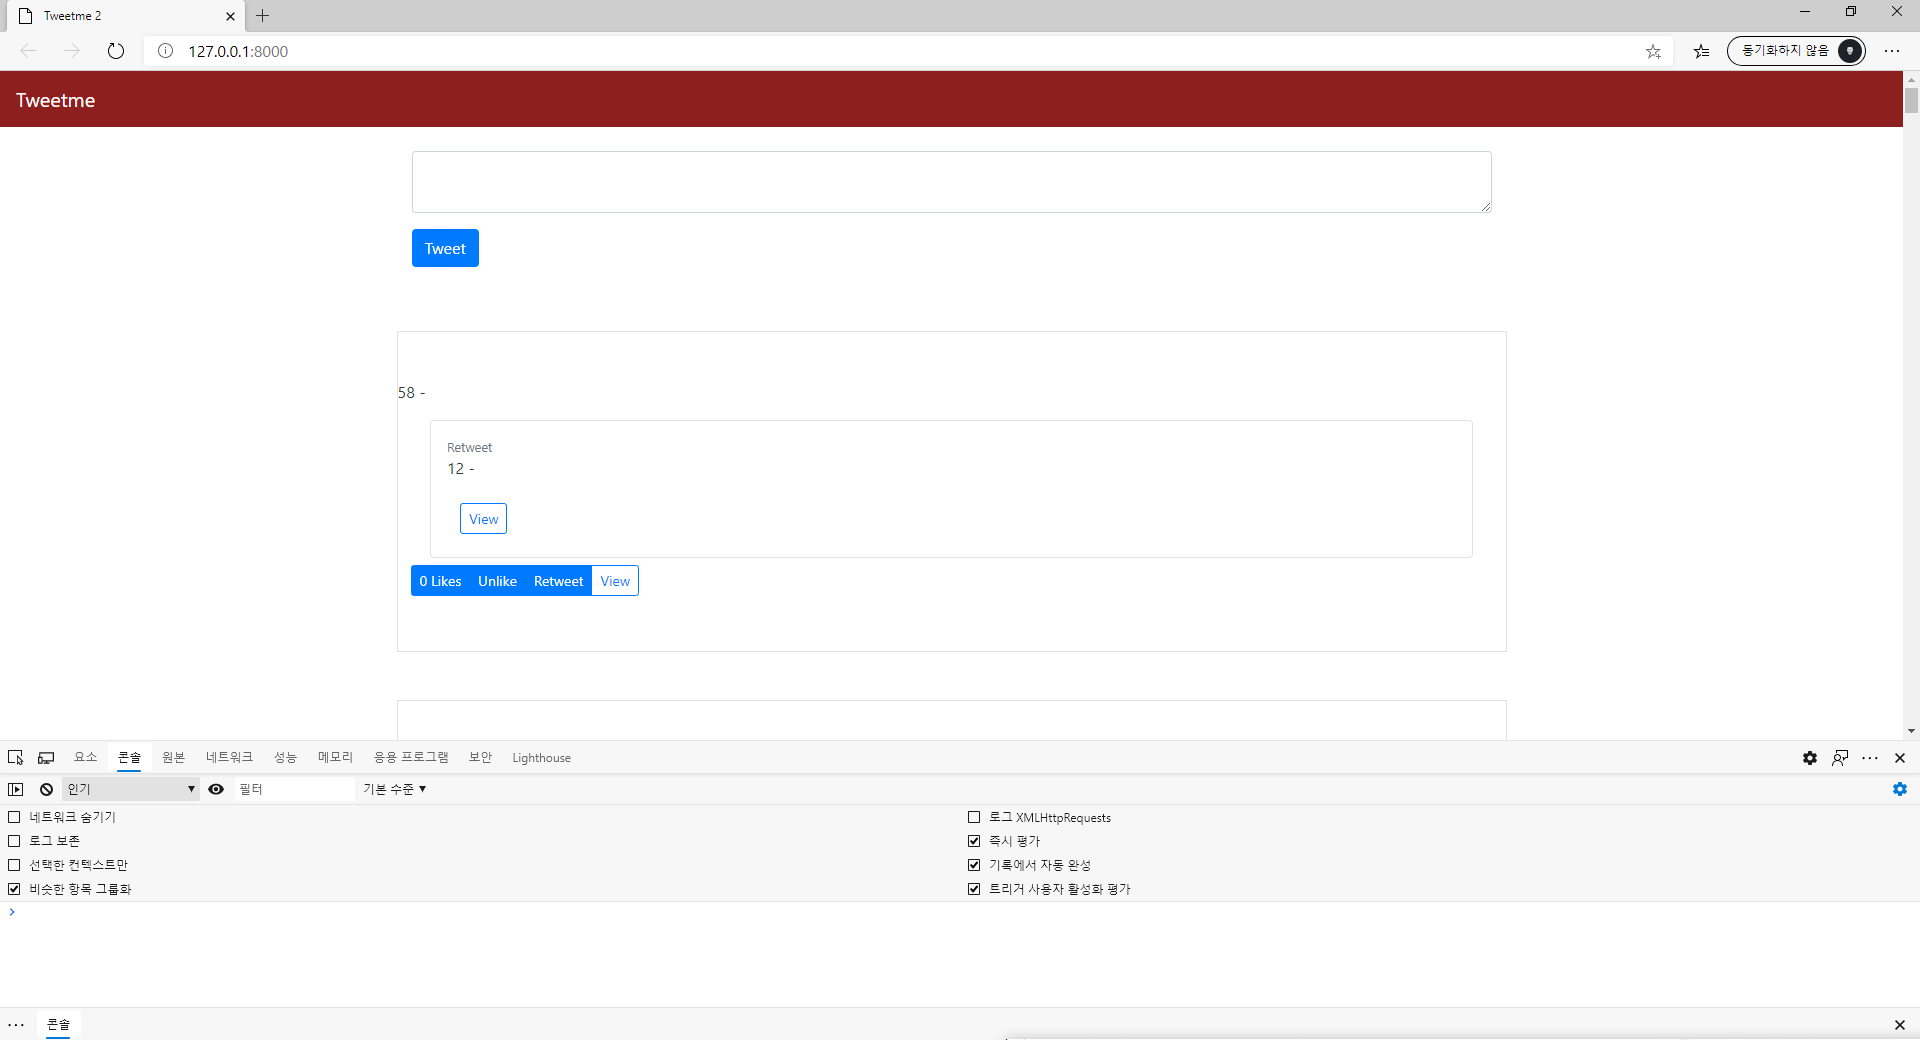 Tweetme 2
127.0.0.1:8000
동기화하지 않음
Tweetme
Tweet
58 -
Retweet
12 -
View
0 Likes Unlike Retweet View
요소 콘솔 원본 네트워크 성능 메모리 응용 프로그램 보안 Lighthouse
인기 ▼ 필터 기본 수준 ▼
네트워크 숨기기
로그 XMLHttpRequests
로그 보존
즉시 평가
선택한 컨텍스트만
기록에서 자동 완성
비슷한 항목 그룹화
트리거 사용자 활성화 평가
콘솔